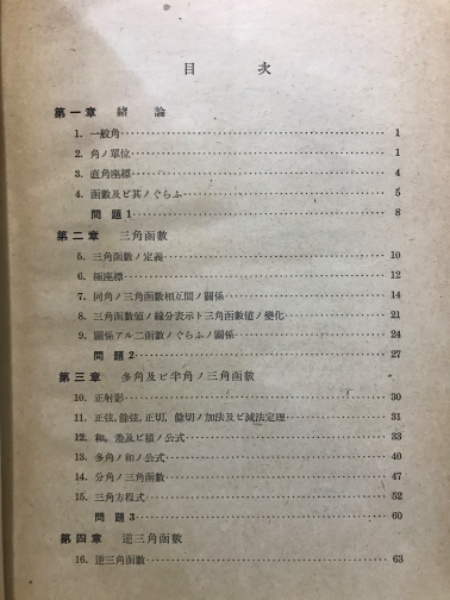 目 次
第一章 緒論
1. 一般角 1
2. 角ノ單位 1
3. 直角座標 4
4. 函數及ビ其ノぐらふ 5
問題1 8
第二章 三角函數
5. 三角函數ノ定義 10
6. 極座標 12
7. 同角ノ三角函數相互間ノ關係 14
8. 三角函數値ノ線分表示ト三角函數値ノ變化 21
9. 關係アル二函數ノぐらふノ關係 24
問題2 27
第三章 多角及ビ半角ノ三角函數
10. 正射影 30
11. 正弦, 餘弦, 正切, 餘切ノ加法及ビ減法定理 31
12. 和, 差及ビ積ノ公式 33
13. 多角ノ和ノ公式 40
14. 分角ノ三角函數 47
15. 三角方程式 52
問題3 60
第四章 逆三角函數
16. 逆三角函數 63